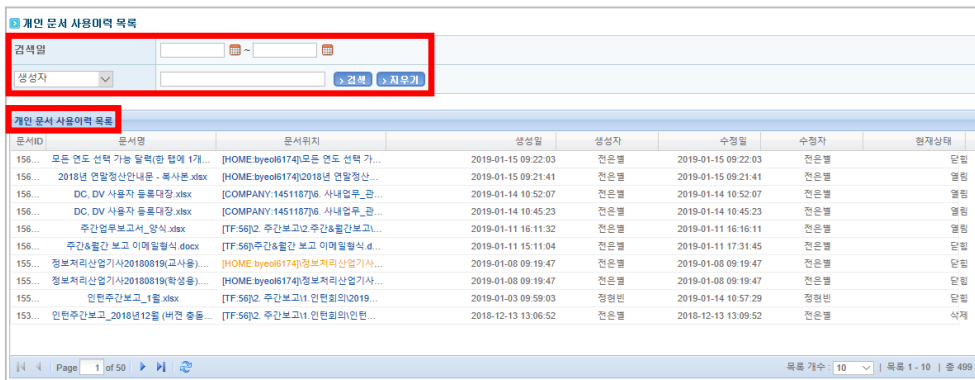 개인 문서 사용이력 목록
검색일 ~
생성자 검색 지우기
개인 문서 사용이력 목록
문서ID 문서명 문서위치 생성일 생성자 수정일 수정자 현재상태
156... 모든 연도 선택 가능 달력(한 탭에 1개... [HOME:byeol6174]\모든 연도 선택 가... 2019-01-15 09:22:03 전은별 2019-01-15 09:22:03 전은별 닫힘
156... 2018년 연말정산안내문 - 복사본.xlsx [HOME:byeol6174]\2018년 연말정산... 2019-01-15 09:21:41 전은별 2019-01-15 09:21:41 전은별 열림
156... DC, DV 사용자 등록대장.xlsx [COMPANY:1451187]\6. 사내업무_관... 2019-01-14 10:52:07 전은별 2019-01-14 10:52:07 전은별 열림
156... DC, DV 사용자 등록대장.xlsx [COMPANY:1451187]\6. 사내업무_관... 2019-01-14 10:45:23 전은별 2019-01-14 10:45:23 전은별 열림
156... 주간업무보고서_양식.xlsx [TF:56]\2. 주간보고\2.주간&월간보고\... 2019-01-11 16:11:32 전은별 2019-01-11 16:16:11 전은별 열림
156... 주간&월간 보고 이메일형식.docx [TF:56]\주간&월간 보고 이메일형식.d... 2019-01-11 15:11:04 전은별 2019-01-11 17:31:45 전은별 닫힘
155... 정보처리산업기사20180819(교사용).... [HOME:byeol6174]\정보처리산업기사... 2019-01-08 09:19:47 전은별 2019-01-08 09:19:47 전은별 닫힘
155... 정보처리산업기사20180819(학생용).... [HOME:byeol6174]\정보처리산업기사... 2019-01-08 09:19:47 전은별 2019-01-08 09:19:47 전은별 닫힘
155... 인턴주간보고_1월.xlsx [TF:56]\2. 주간보고\1.인턴회의\2019... 2019-01-03 09:59:03 정현빈 2019-01-14 10:57:29 정현빈 닫힘
153... 인턴주간보고_2018년12월 (버전 충돌... [TF:56]\2. 주간보고\1.인턴회의\인턴... 2018-12-13 13:06:52 전은별 2018-12-13 13:09:52 전은별 삭제
Page 1 of 50 목록 개수 : 10 | 목록 1 - 10 | 총 499